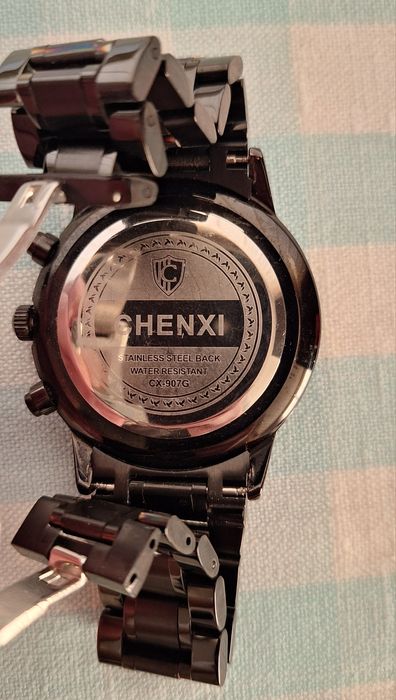 C
CHENXI
STAINLESS STEEL BACK
WATER RESISTANT
CX-907G